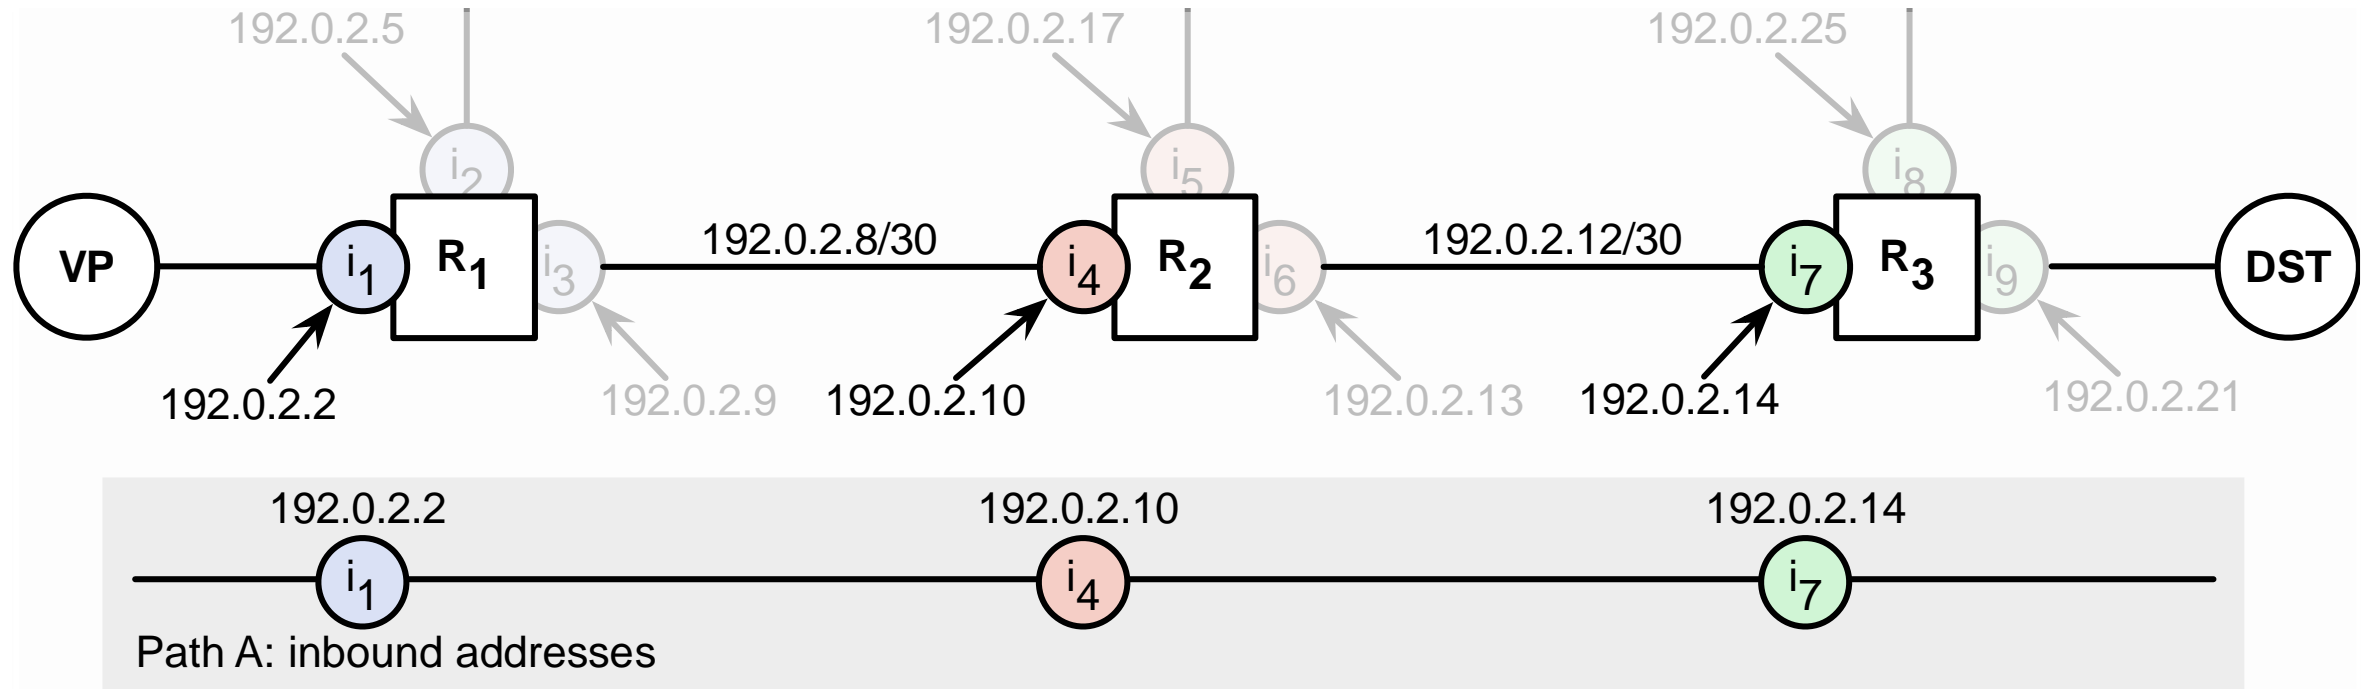 192.0.2.5 192.0.2.17 192.0.2.25
i2 i5 i8
VP i1 R1 i3 192.0.2.8/30 i4 R2 i6 192.0.2.12/30 i7 R3 i9 DST
192.0.2.2 192.0.2.9 192.0.2.10 192.0.2.13 192.0.2.14 192.0.2.21
192.0.2.2 192.0.2.10 192.0.2.14
i1 i4 i7
Path A: inbound addresses